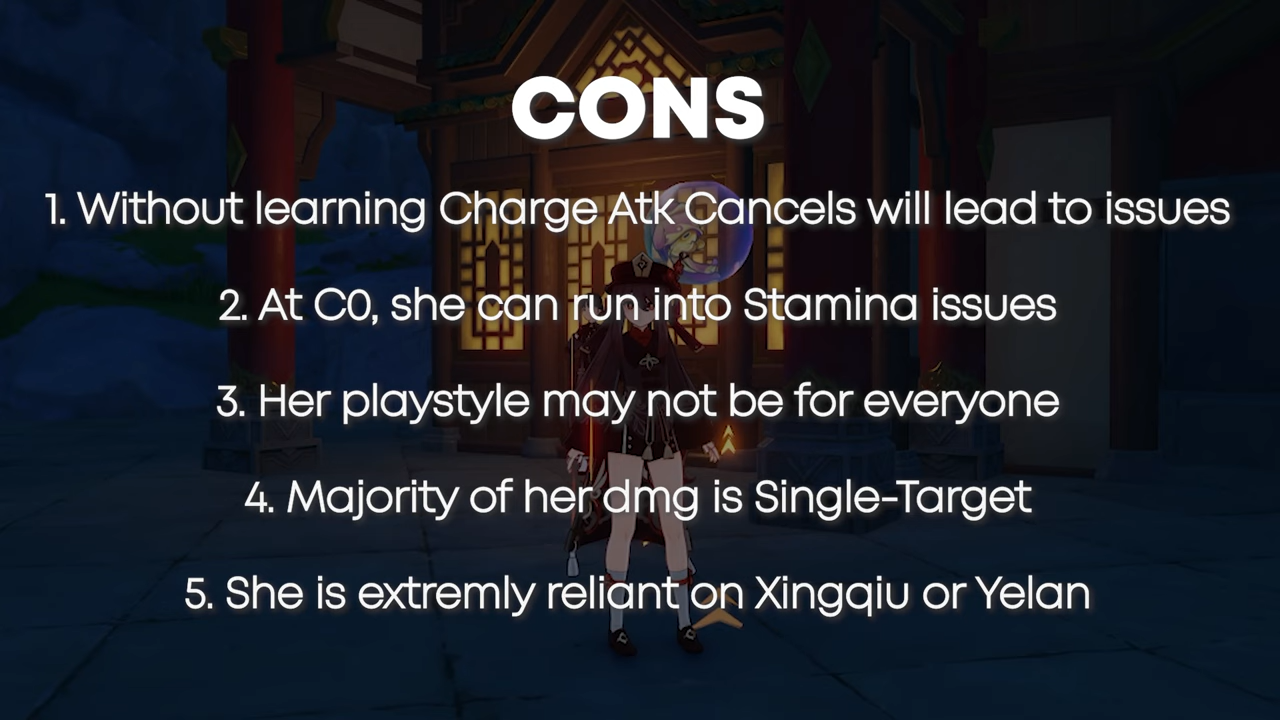 CONS
1. Without learning Charge Atk Cancels will lead to issues
2. At C0, she can run into Stamina issues
3. Her playstyle may not be for everyone
4. Majority of her dmg is Single-Target
5. She is extremly reliant on Xingqiu or Yelan